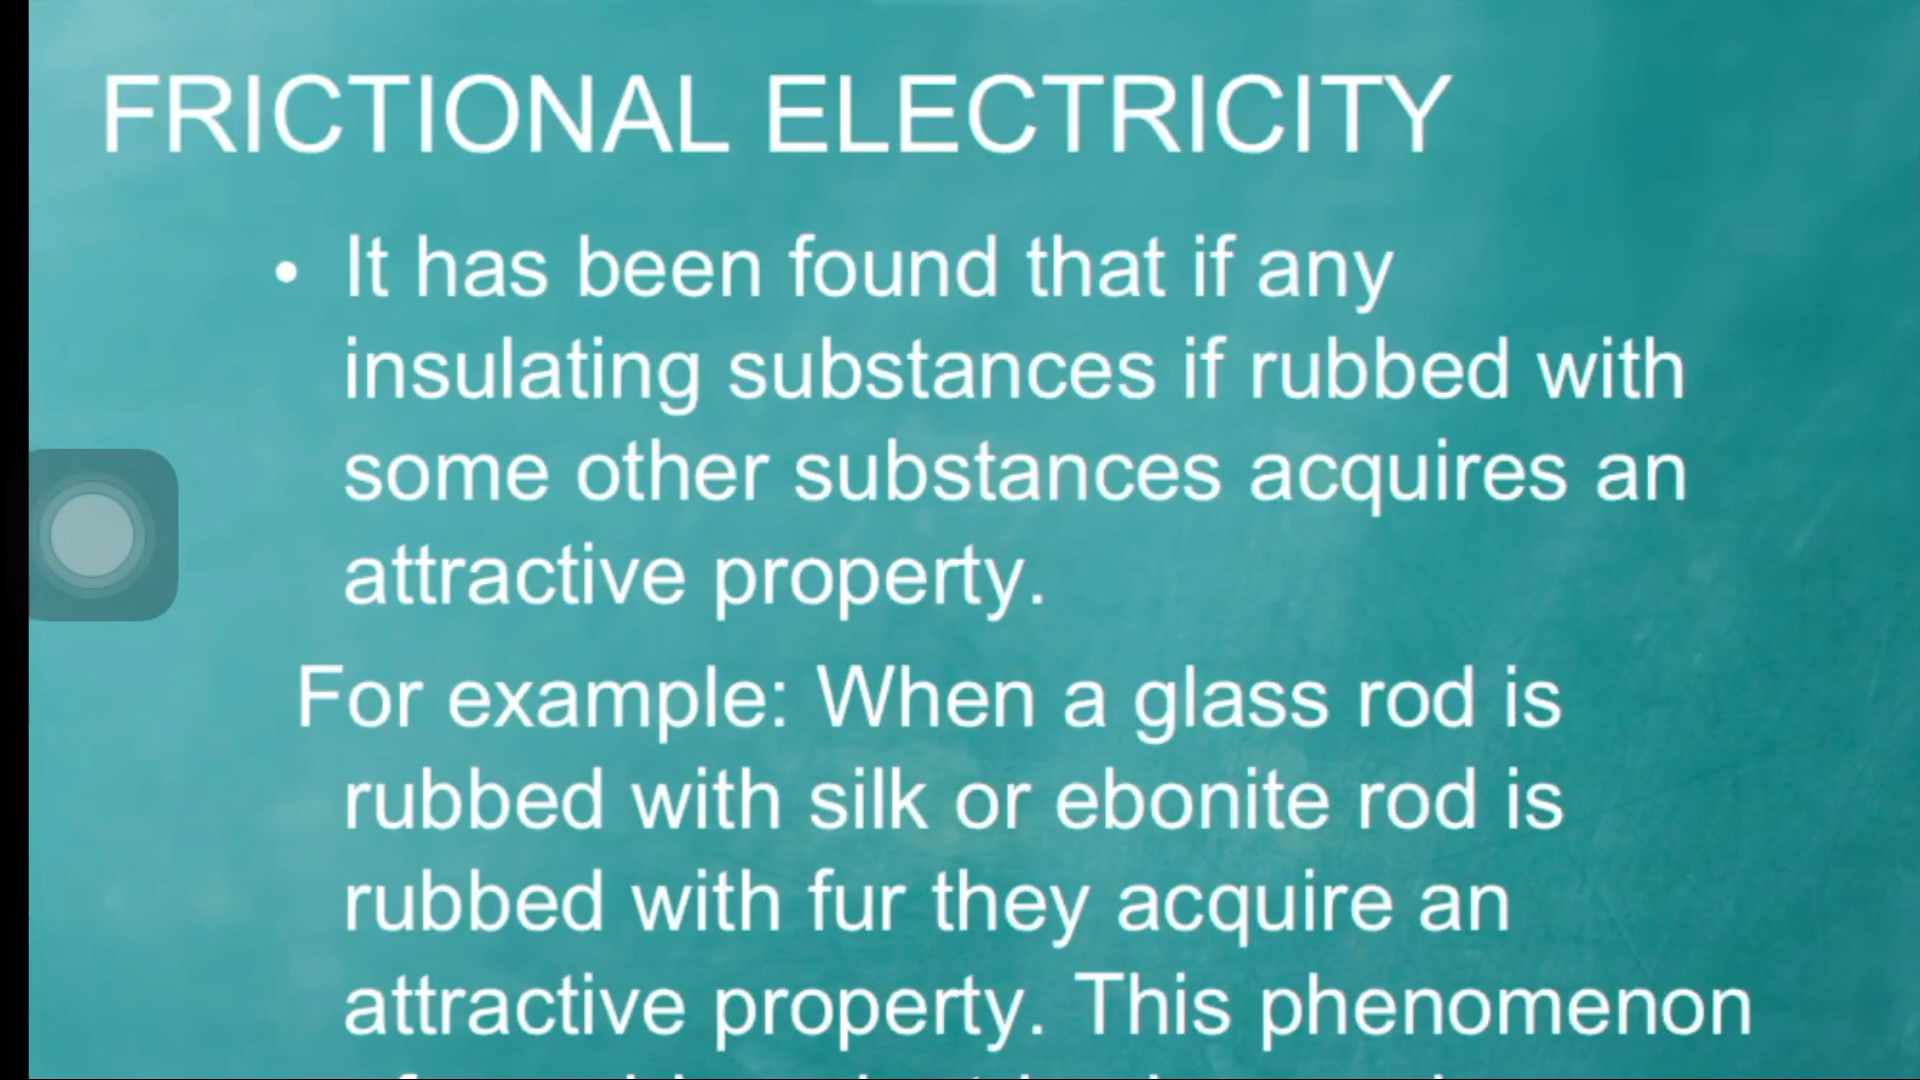 FRICTIONAL ELECTRICITY
• It has been found that if any
insulating substances if rubbed with
some other substances acquires an
attractive property.
For example: When a glass rod is
rubbed with silk or ebonite rod is
rubbed with fur they acquire an
attractive property. This phenomenon